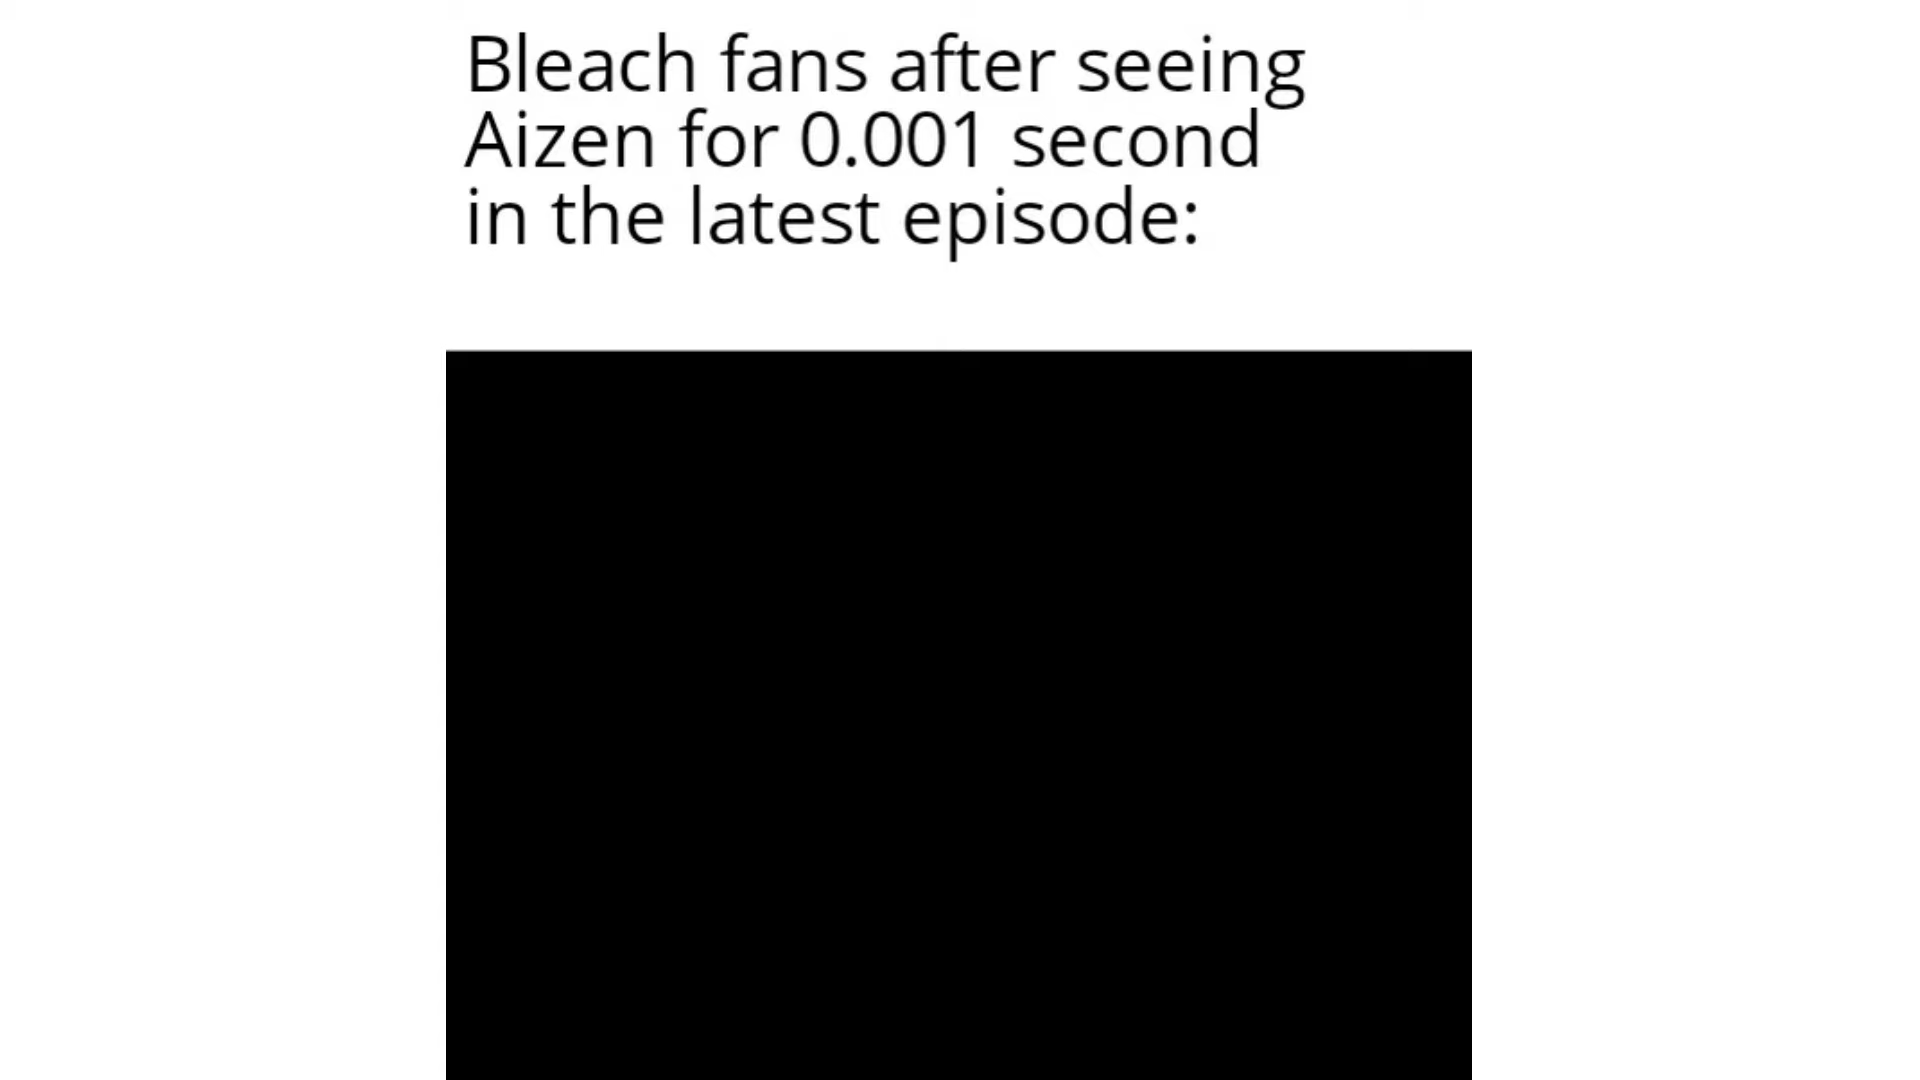 Bleach fans after seeing
Aizen for 0.001 second
in the latest episode: